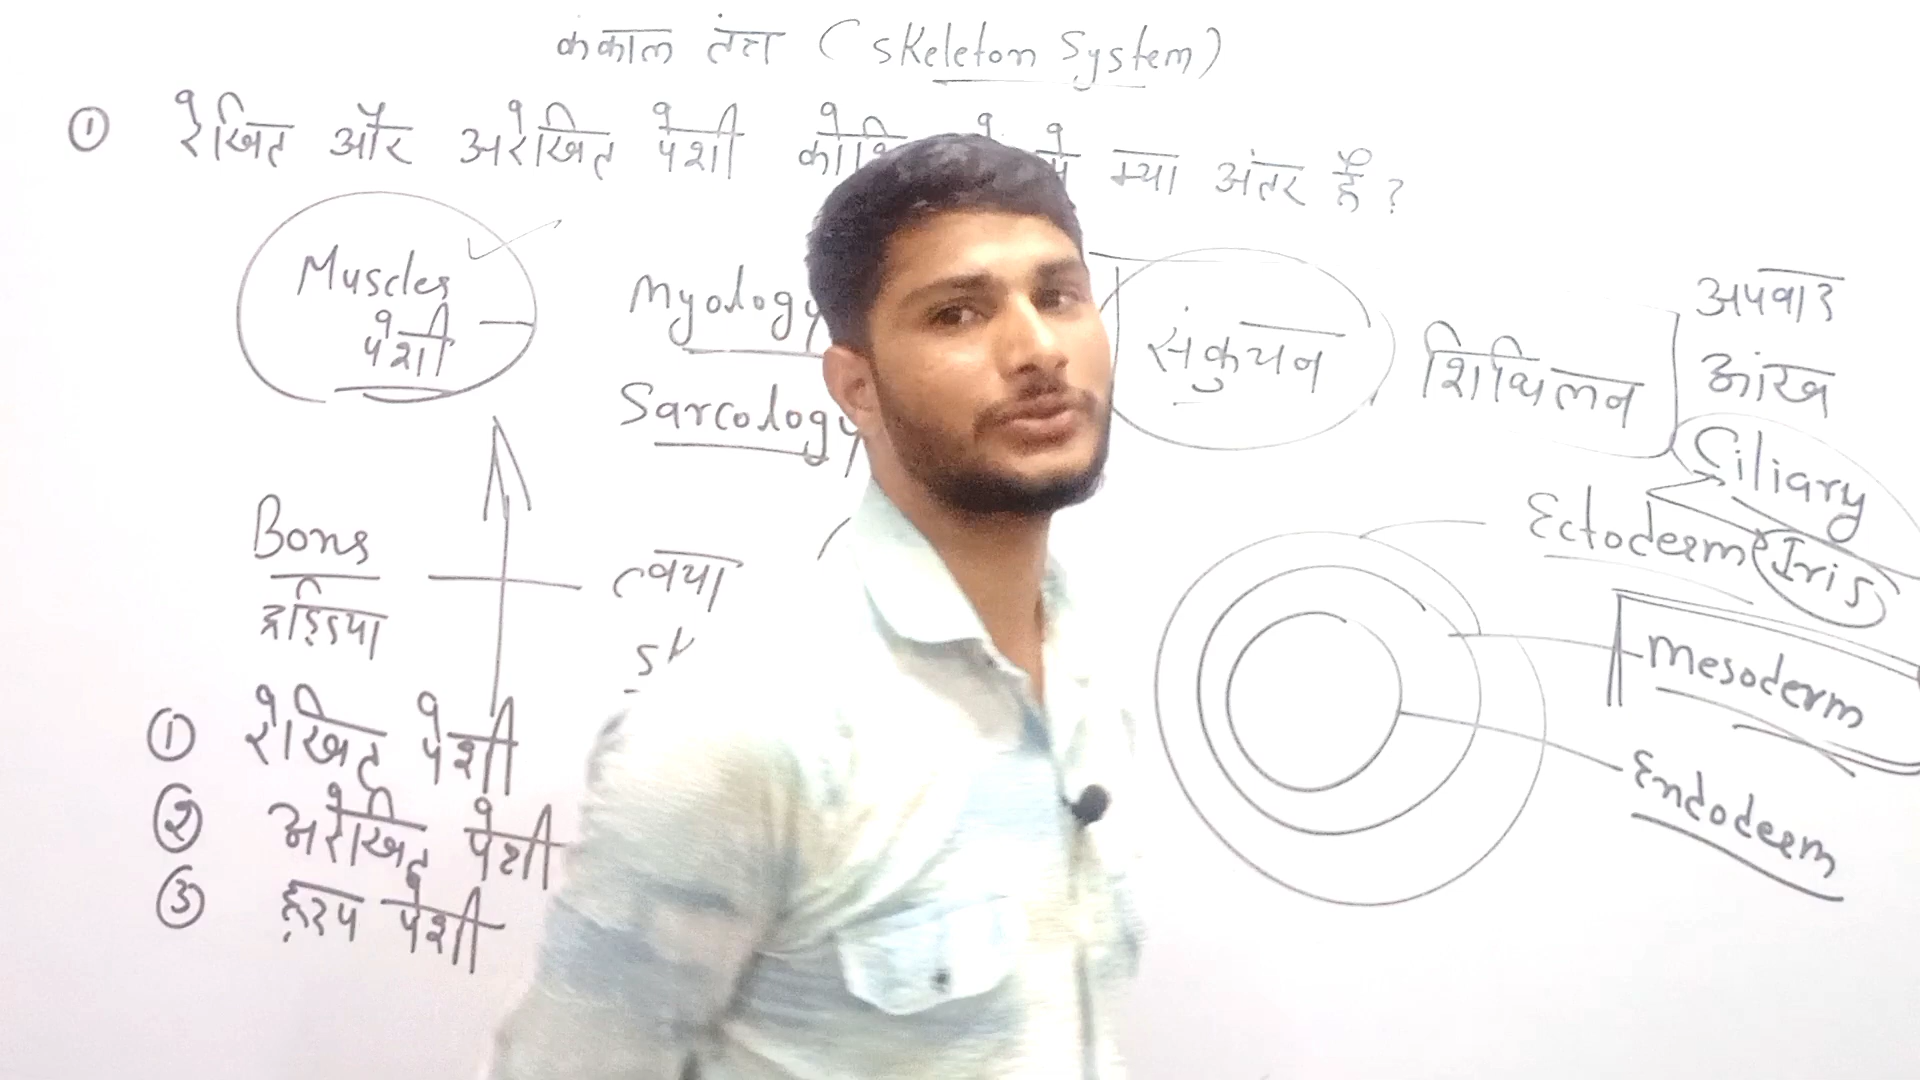 कंकाल तंत्र (Skeleton System)
① रेखित और अरेखित पेशी में क्या अंतर है?
Muscles
पेशी
Myology
Sarcology
संकुचन
शिथिलन
अपवाद
आंख
Ciliary
Iris
Ectoderm
Mesoderm
Endoderm
Bons
हड्डिया
त्वचा
① रेखित पेशी
② अरेखित पेशी
③ हृदय पेशी